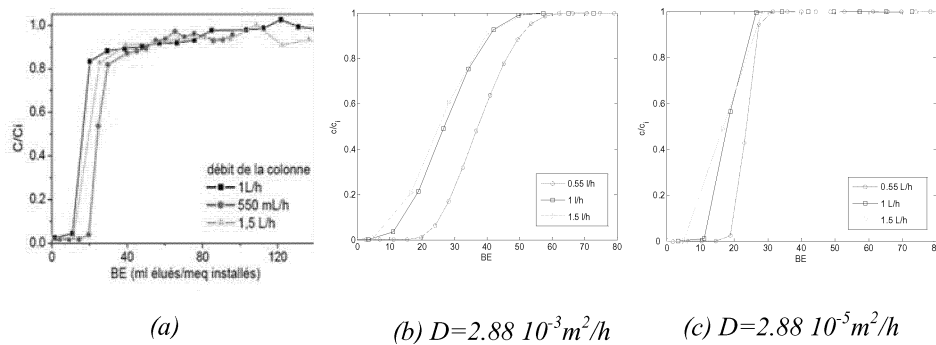 1.0
0.8
0.6
0.4
0.2
0.0
C/Ci
débit de la colonne
1L/h
550 mL/h
1,5 L/h
0 40 80 120
BE (ml élués/meq installés)
(a)
1
0.8
0.6
0.4
0.2
0
c/ci
0.55 l/h
1 l/h
1.5 l/h
0 10 20 30 40 50 60 70 80
BE
(b) D=2.88 10⁻³m²/h
1
0.8
0.6
0.4
0.2
0
c/ci
0.55 L/h
1 L/h
1.5 L/h
0 10 20 30 40 50 60 70 80
BE
(c) D=2.88 10⁻⁵m²/h